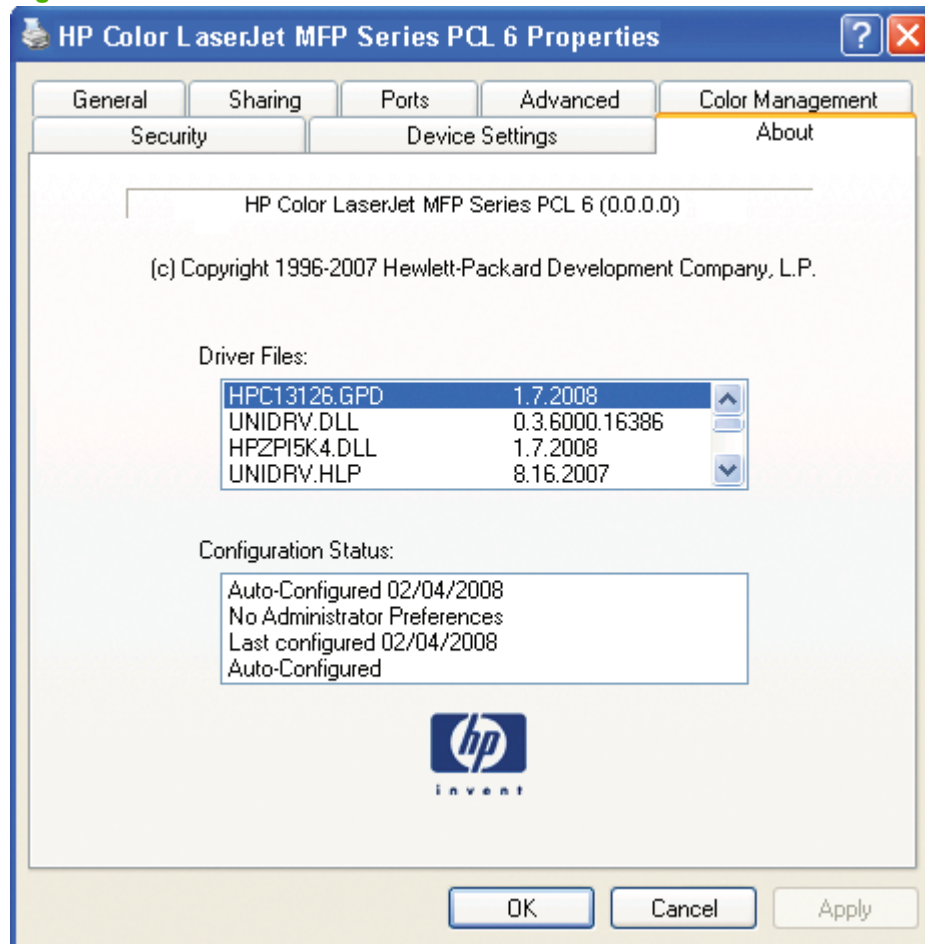 HP Color LaserJet MFP Series PCL 6 Properties
General Sharing Ports Advanced Color Management
Security Device Settings About
HP Color LaserJet MFP Series PCL 6 (0.0.0.0)
(c) Copyright 1996-2007 Hewlett-Packard Development Company, L.P.
Driver Files:
HPC13126.GPD 1.7.2008
UNIDRV.DLL 0.3.6000.16386
HPZPI5K4.DLL 1.7.2008
UNIDRV.HLP 8.16.2007
Configuration Status:
Auto-Configured 02/04/2008
No Administrator Preferences
Last configured 02/04/2008
Auto-Configured
hp
invent
OK Cancel Apply